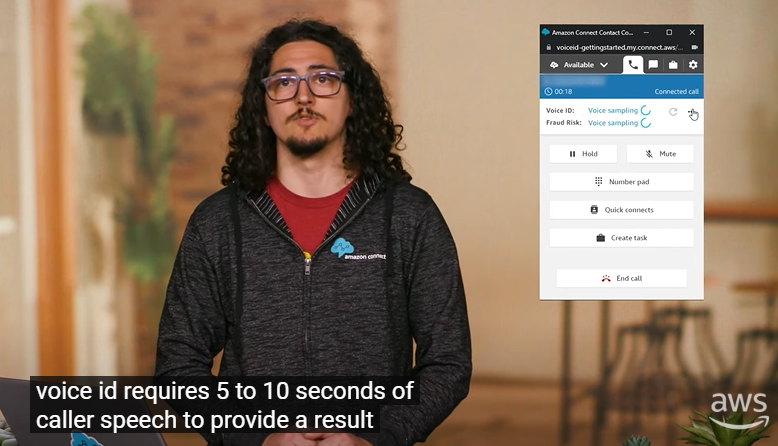 Amazon Connect Contact Co...
voiceid-gettingstarted.my.connect.aws/...
Available
00:18
Connected call
Voice ID: Voice sampling
Fraud Risk: Voice sampling
Hold
Mute
Number pad
Quick connects
Create task
End call
amazon connect
voice id requires 5 to 10 seconds of
caller speech to provide a result
aws